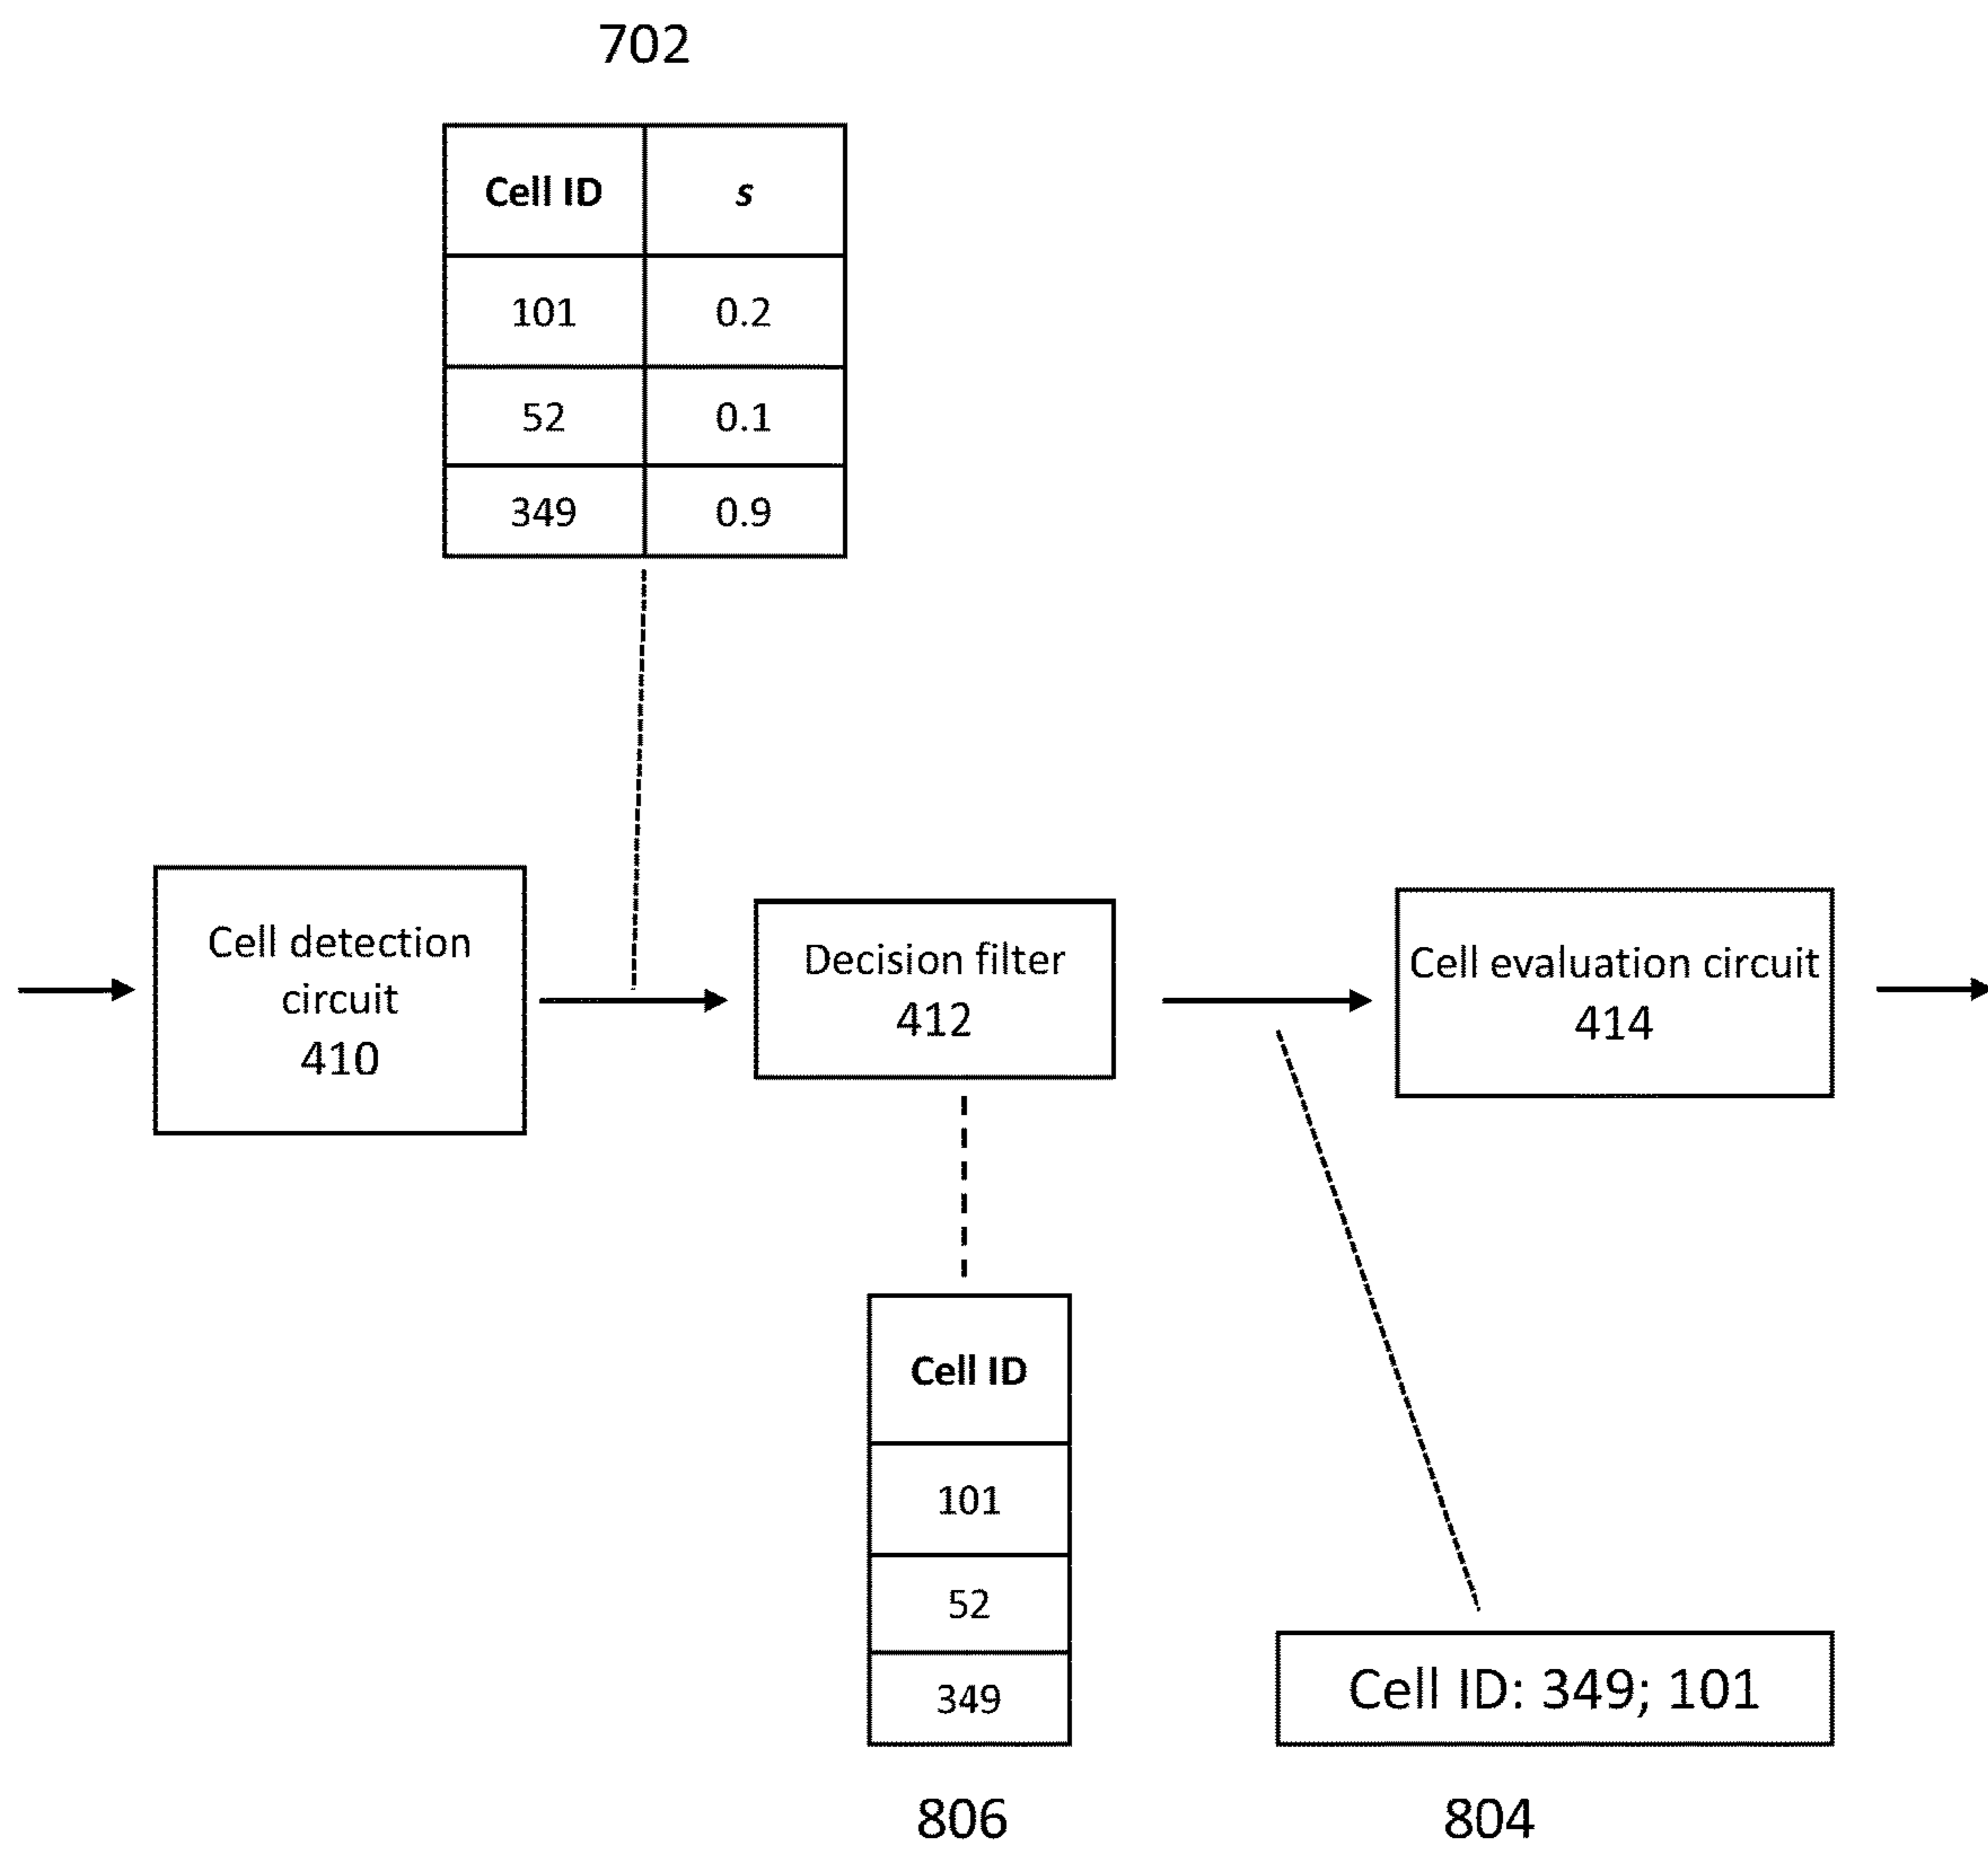 702
Cell ID s
101 0.2
52 0.1
349 0.9
Cell detection
circuit
410
Decision filter
412
Cell evaluation circuit
414
Cell ID
101
52
349
806
Cell ID: 349; 101
804